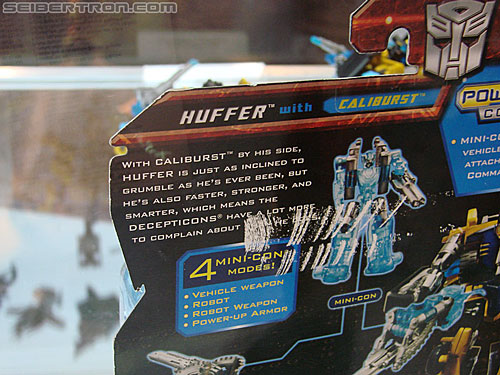 SEIBERTRON.COM
HUFFER™ with CALIBURST™
POW
CO
WITH CALIBURST™ BY HIS SIDE,
HUFFER IS JUST AS INCLINED TO
GRUMBLE AS HE'S EVER BEEN, BUT
HE'S ALSO FASTER, STRONGER, AND
SMARTER, WHICH MEANS THE
DECEPTICONS® HAVE A LOT MORE
TO COMPLAIN ABOUT
• MINI-CO
VEHICLE
ATTACH
COMMA
4 MINI-CON
MODES!
• VEHICLE WEAPON
• ROBOT
• ROBOT WEAPON
• POWER-UP ARMOR
MINI-CON